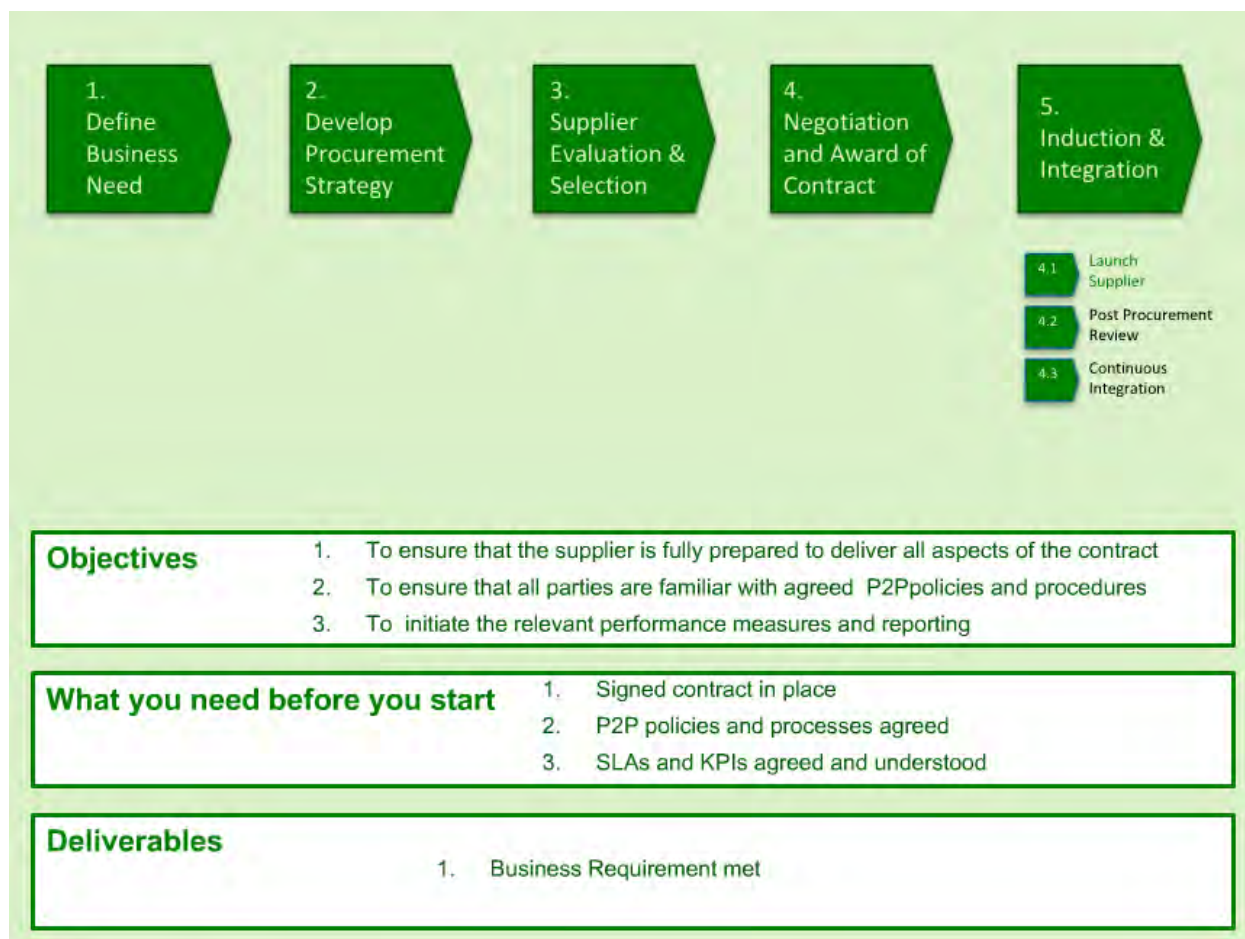 1.
Define
Business
Need
2.
Develop
Procurement
Strategy
3.
Supplier
Evaluation &
Selection
4.
Negotiation
and Award of
Contract
5.
Induction &
Integration
4.1
Launch
Supplier
4.2
Post Procurement
Review
4.3
Continuous
Integration
Objectives
1. To ensure that the supplier is fully prepared to deliver all aspects of the contract
2. To ensure that all parties are familiar with agreed P2Ppolicies and procedures
3. To initiate the relevant performance measures and reporting
What you need before you start
1. Signed contract in place
2. P2P policies and processes agreed
3. SLAs and KPIs agreed and understood
Deliverables
1. Business Requirement met